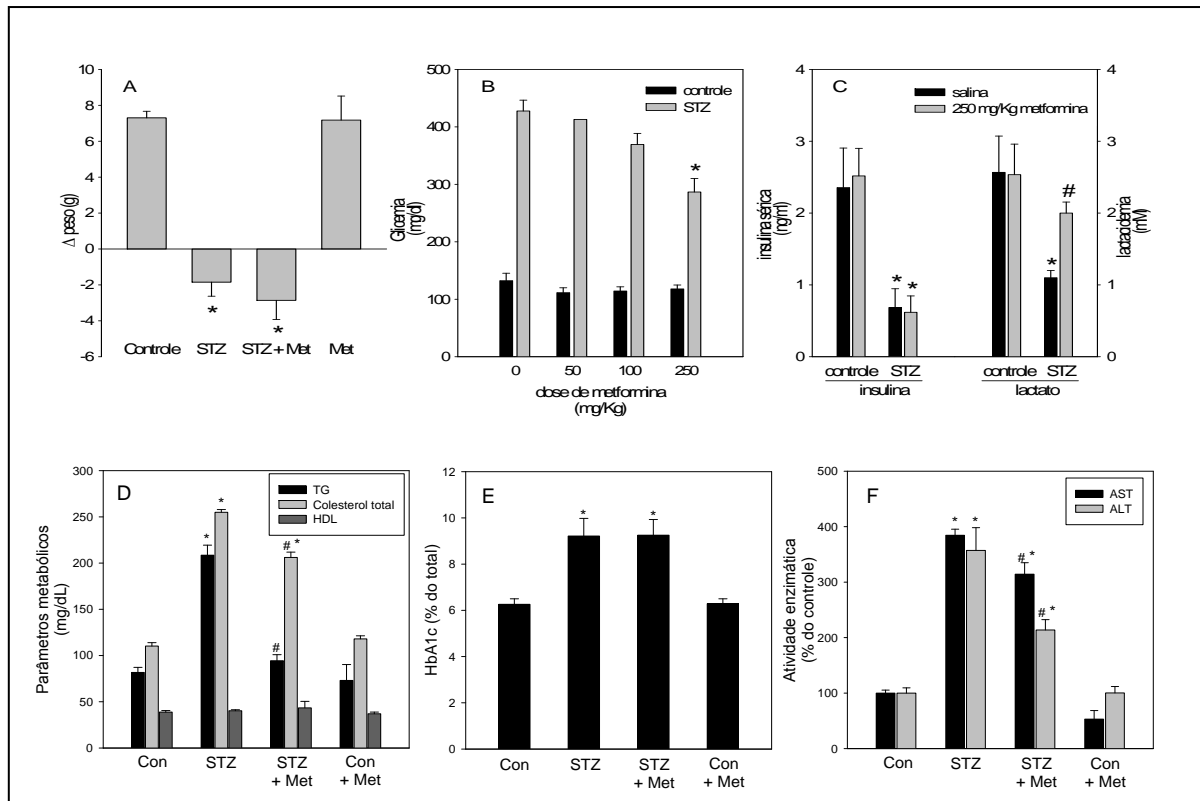 A
10
8
6
4
2
0
-2
-4
-6
Δ peso (g)
*
*
Controle STZ STZ + Met Met
B
controle
STZ
500
400
300
200
100
0
Glicemia
(mg/dl)
*
0 50 100 250
dose de metformina
(mg/Kg)
C
salina
250 mg/Kg metformina
4
3
2
1
0
insulina sérica
(ng/ml)
4
3
2
1
0
(mM)
* *
* #
controle STZ controle STZ
insulina lactato
D
TG
Colesterol total
HDL
300
250
200
150
100
50
0
Parâmetros metabólicos
(mg/dL)
* *
# # *
Con STZ STZ + Met Con + Met
E
12
10
8
6
4
2
0
HbA1c (% do total)
* *
Con STZ STZ + Met Con + Met
F
AST
ALT
500
400
300
200
100
0
Atividade enzimática
(% do controle)
* *
# * # *
Con STZ STZ + Met Con + Met